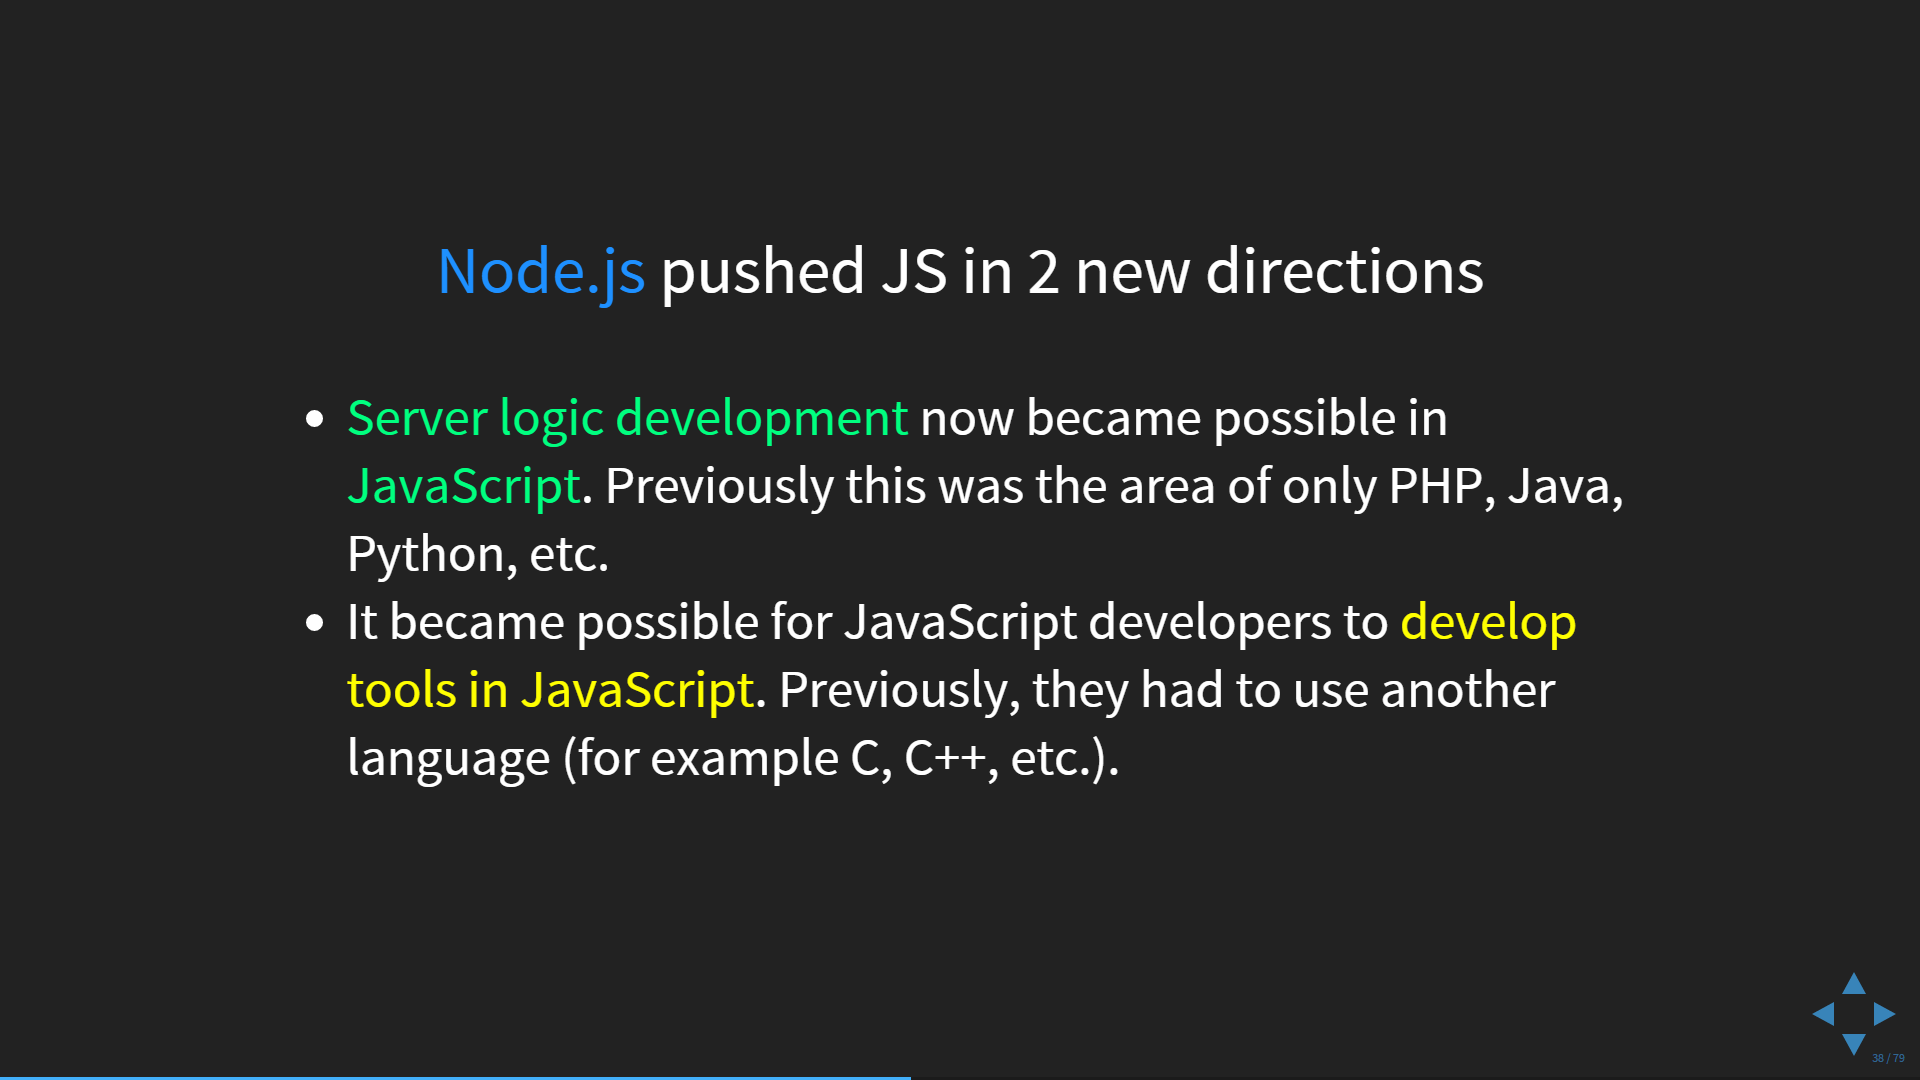 Node.js pushed JS in 2 new directions
• Server logic development now became possible in
JavaScript. Previously this was the area of only PHP, Java,
Python, etc.
• It became possible for JavaScript developers to develop
tools in JavaScript. Previously, they had to use another
language (for example C, C++, etc.).
38 / 79